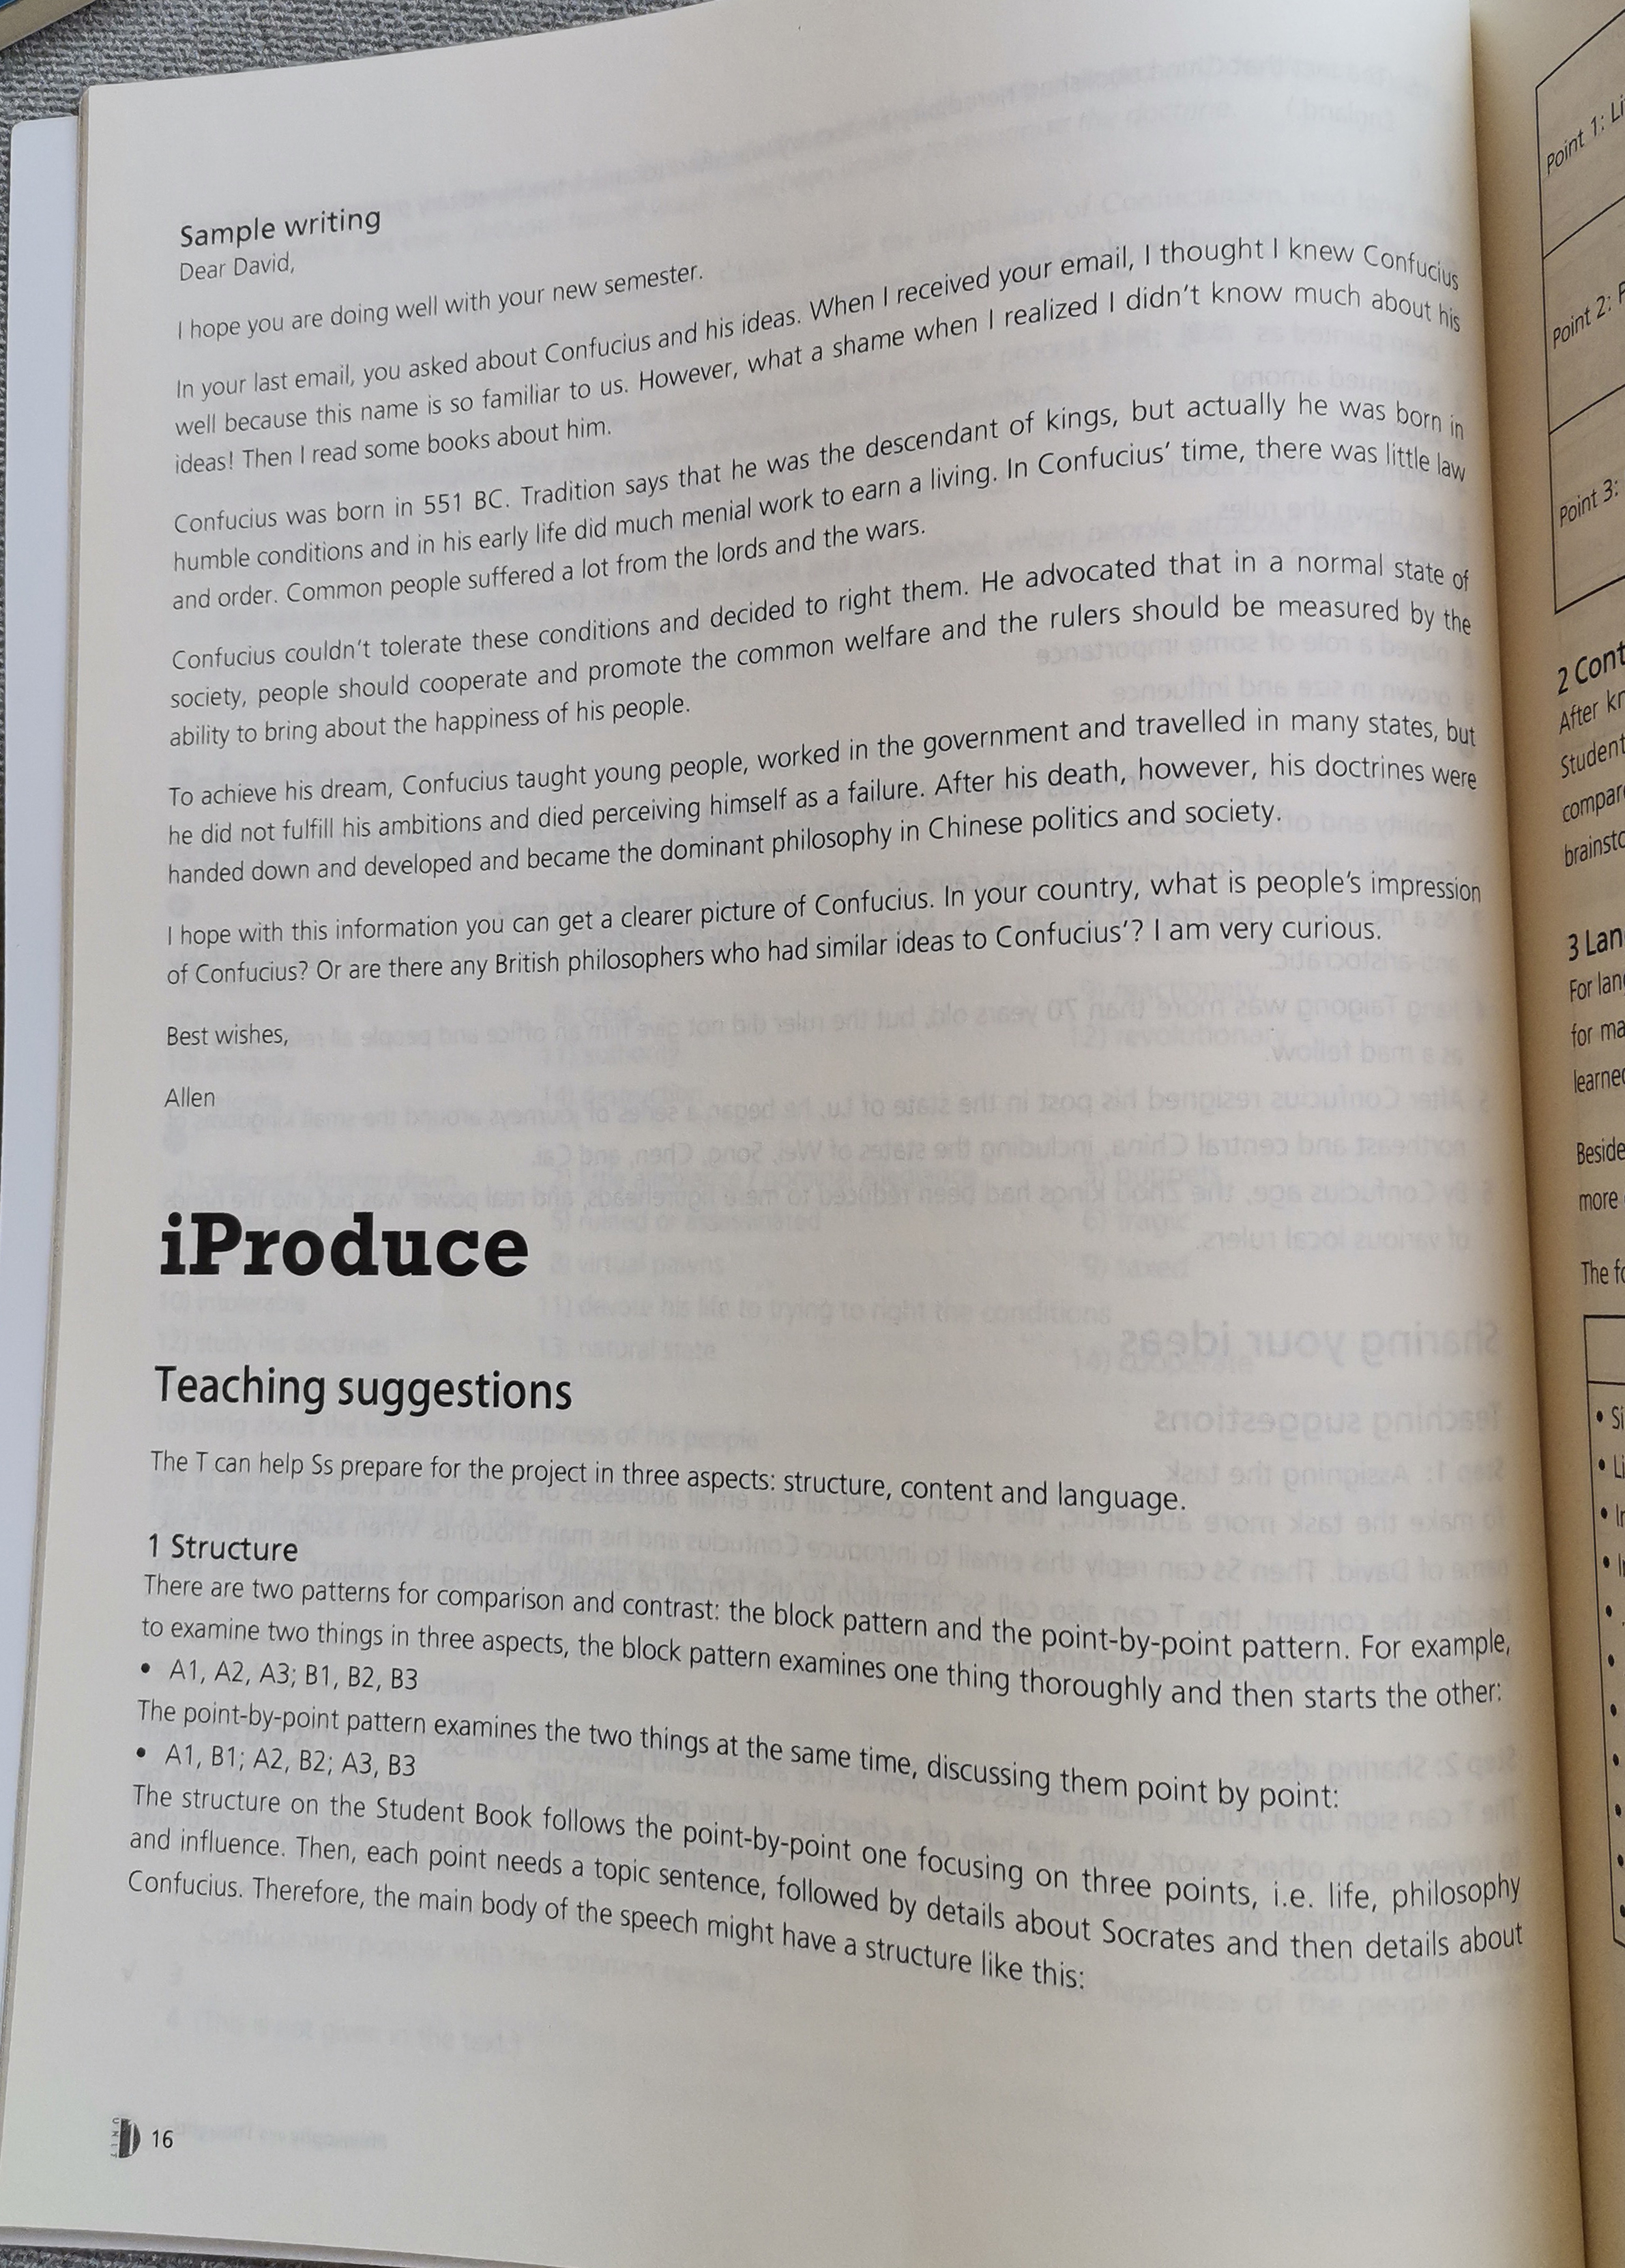 Sample writing
Dear David,
I hope you are doing well with your new semester.
In your last email, you asked about Confucius and his ideas. When I received your email, I thought I knew Confucius
well because this name is so familiar to us. However, what a shame when I realized I didn't know much about his
ideas! Then I read some books about him.
Confucius was born in 551 BC. Tradition says that he was the descendant of kings, but actually he was born in
humble conditions and in his early life did much menial work to earn a living. In Confucius' time, there was little law
and order. Common people suffered a lot from the lords and the wars.
Confucius couldn't tolerate these conditions and decided to right them. He advocated that in a normal state of
society, people should cooperate and promote the common welfare and the rulers should be measured by the
ability to bring about the happiness of his people.
To achieve his dream, Confucius taught young people, worked in the government and travelled in many states, but
he did not fulfill his ambitions and died perceiving himself as a failure. After his death, however, his doctrines were
handed down and developed and became the dominant philosophy in Chinese politics and society.
I hope with this information you can get a clearer picture of Confucius. In your country, what is people's impression
of Confucius? Or are there any British philosophers who had similar ideas to Confucius'? I am very curious.
Best wishes,
Allen
iProduce
Teaching suggestions
The T can help Ss prepare for the project in three aspects: structure, content and language.
1 Structure
There are two patterns for comparison and contrast: the block pattern and the point-by-point pattern. For example,
to examine two things in three aspects, the block pattern examines one thing thoroughly and then starts the other:
• A1, A2, A3; B1, B2, B3
The point-by-point pattern examines the two things at the same time, discussing them point by point:
• A1, B1; A2, B2; A3, B3
The structure on the Student Book follows the point-by-point one focusing on three points, i.e. life, philosophy
and influence. Then, each point needs a topic sentence, followed by details about Socrates and then details about
Confucius. Therefore, the main body of the speech might have a structure like this:
UNIT 1 16
Point 1:
Point 2:
Point 3:
2
After
Student
3
For
for
learned
more
The